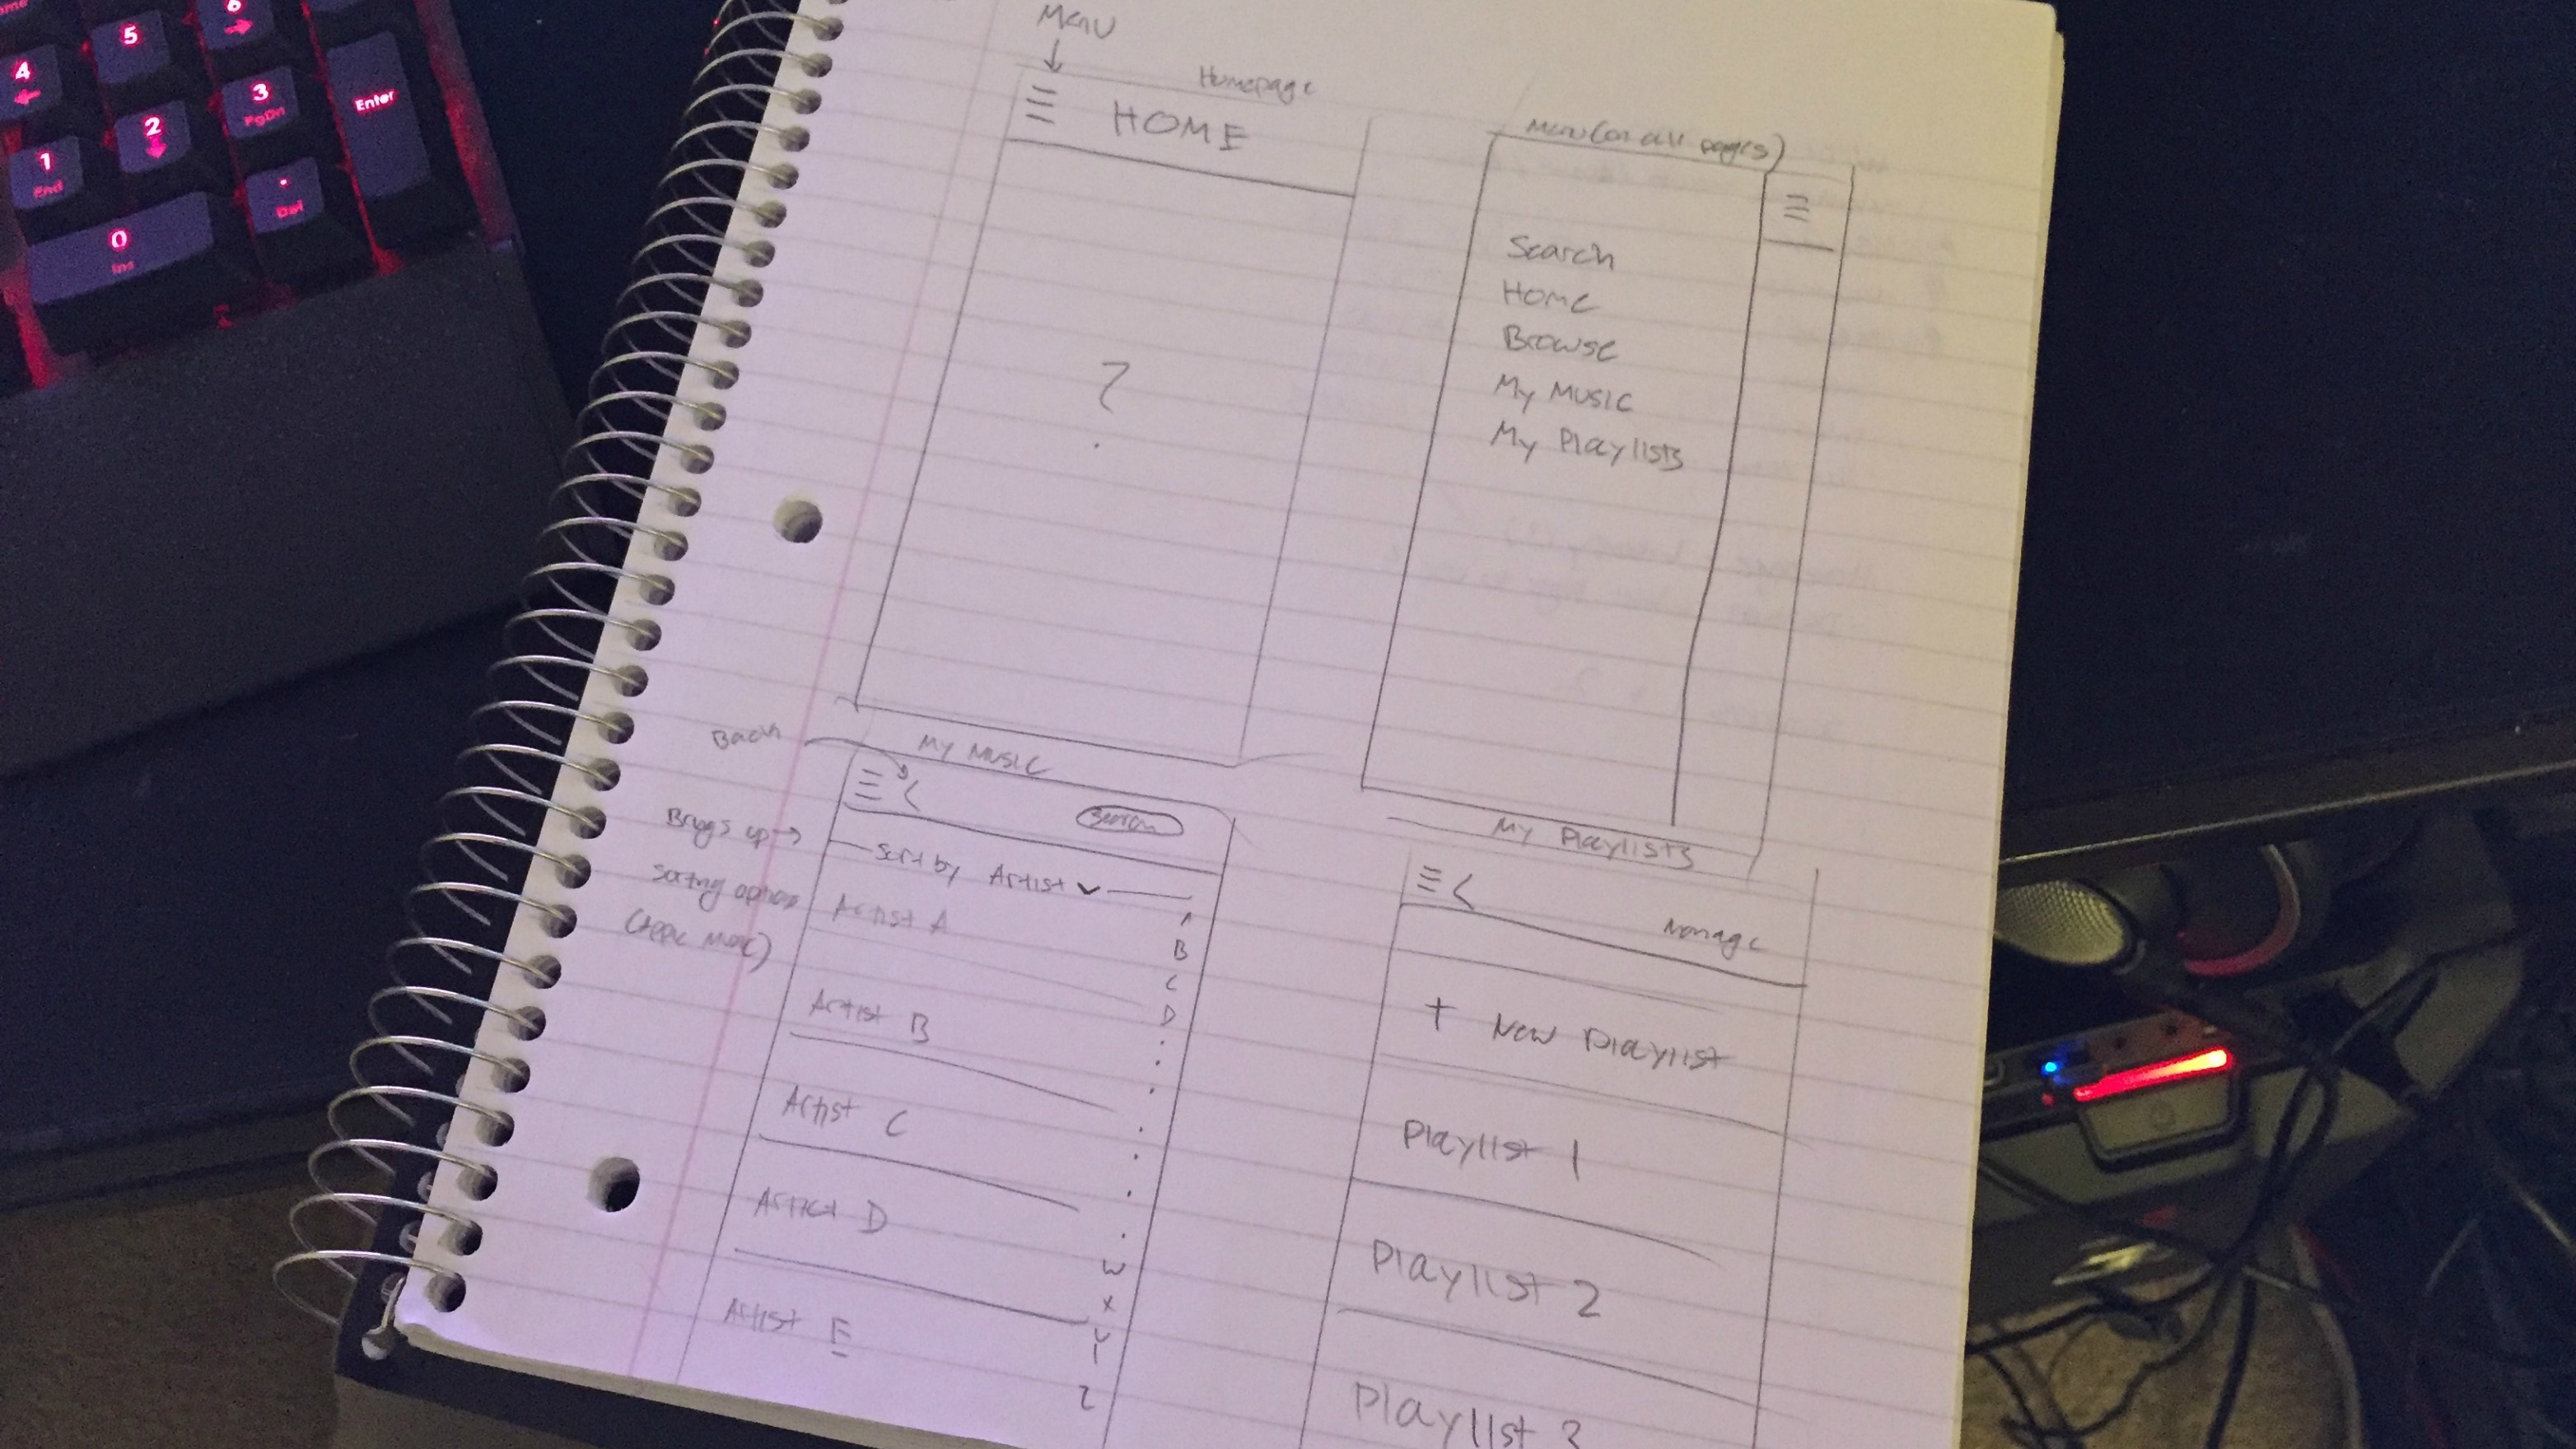 4
5
6
1
End
2
3
PgDn
Enter
0
Ins
.
Del
Menu
Homepage
HOME
?
Menu (on all pages)
Search
Home
Browse
My Music
My Playlists
Back
My Music
Search
Brings up →
sorting options
Sort by Artist
Artist A
Artist B
Artist C
Artist D
Artist E
A
B
C
D
W
X
Y
Z
My Playlists
Manage
+ New Playlist
Playlist 1
Playlist 2
Playlist 3